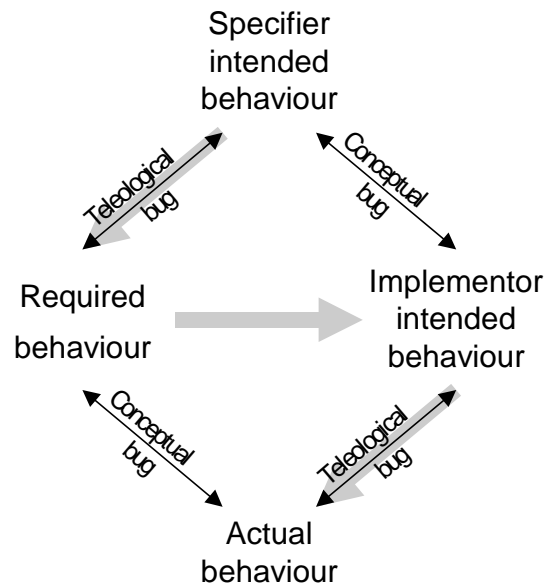 Specifier
intended
behaviour
Teleological
bug
Conceptual
bug
Required
behaviour
Implementor
intended
behaviour
Conceptual
bug
Teleological
bug
Actual
behaviour